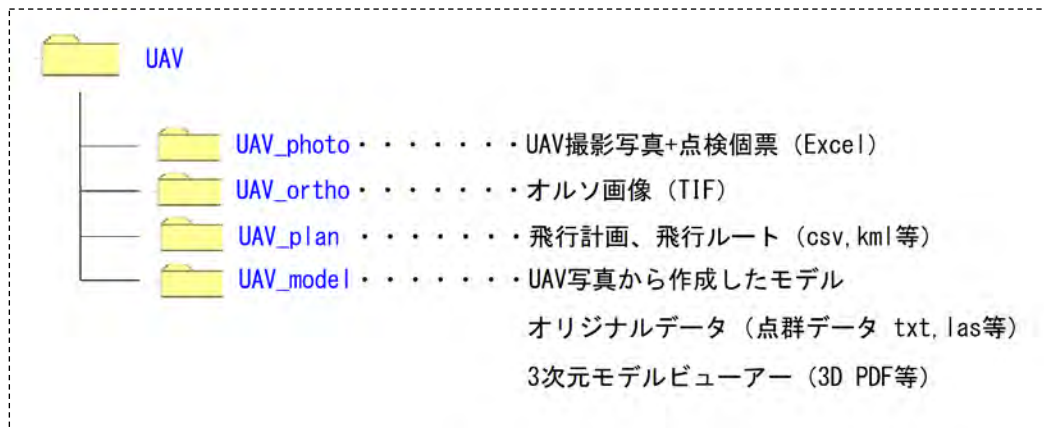 UAV
UAV_photo・・・・・・・UAV撮影写真+点検個票（Excel）
UAV_ortho・・・・・・・オルソ画像（TIF）
UAV_plan ・・・・・・・飛行計画、飛行ルート（csv,kml等）
UAV_model・・・・・・・UAV写真から作成したモデル
オリジナルデータ（点群データ txt,las等）
3次元モデルビューアー（3D PDF等）